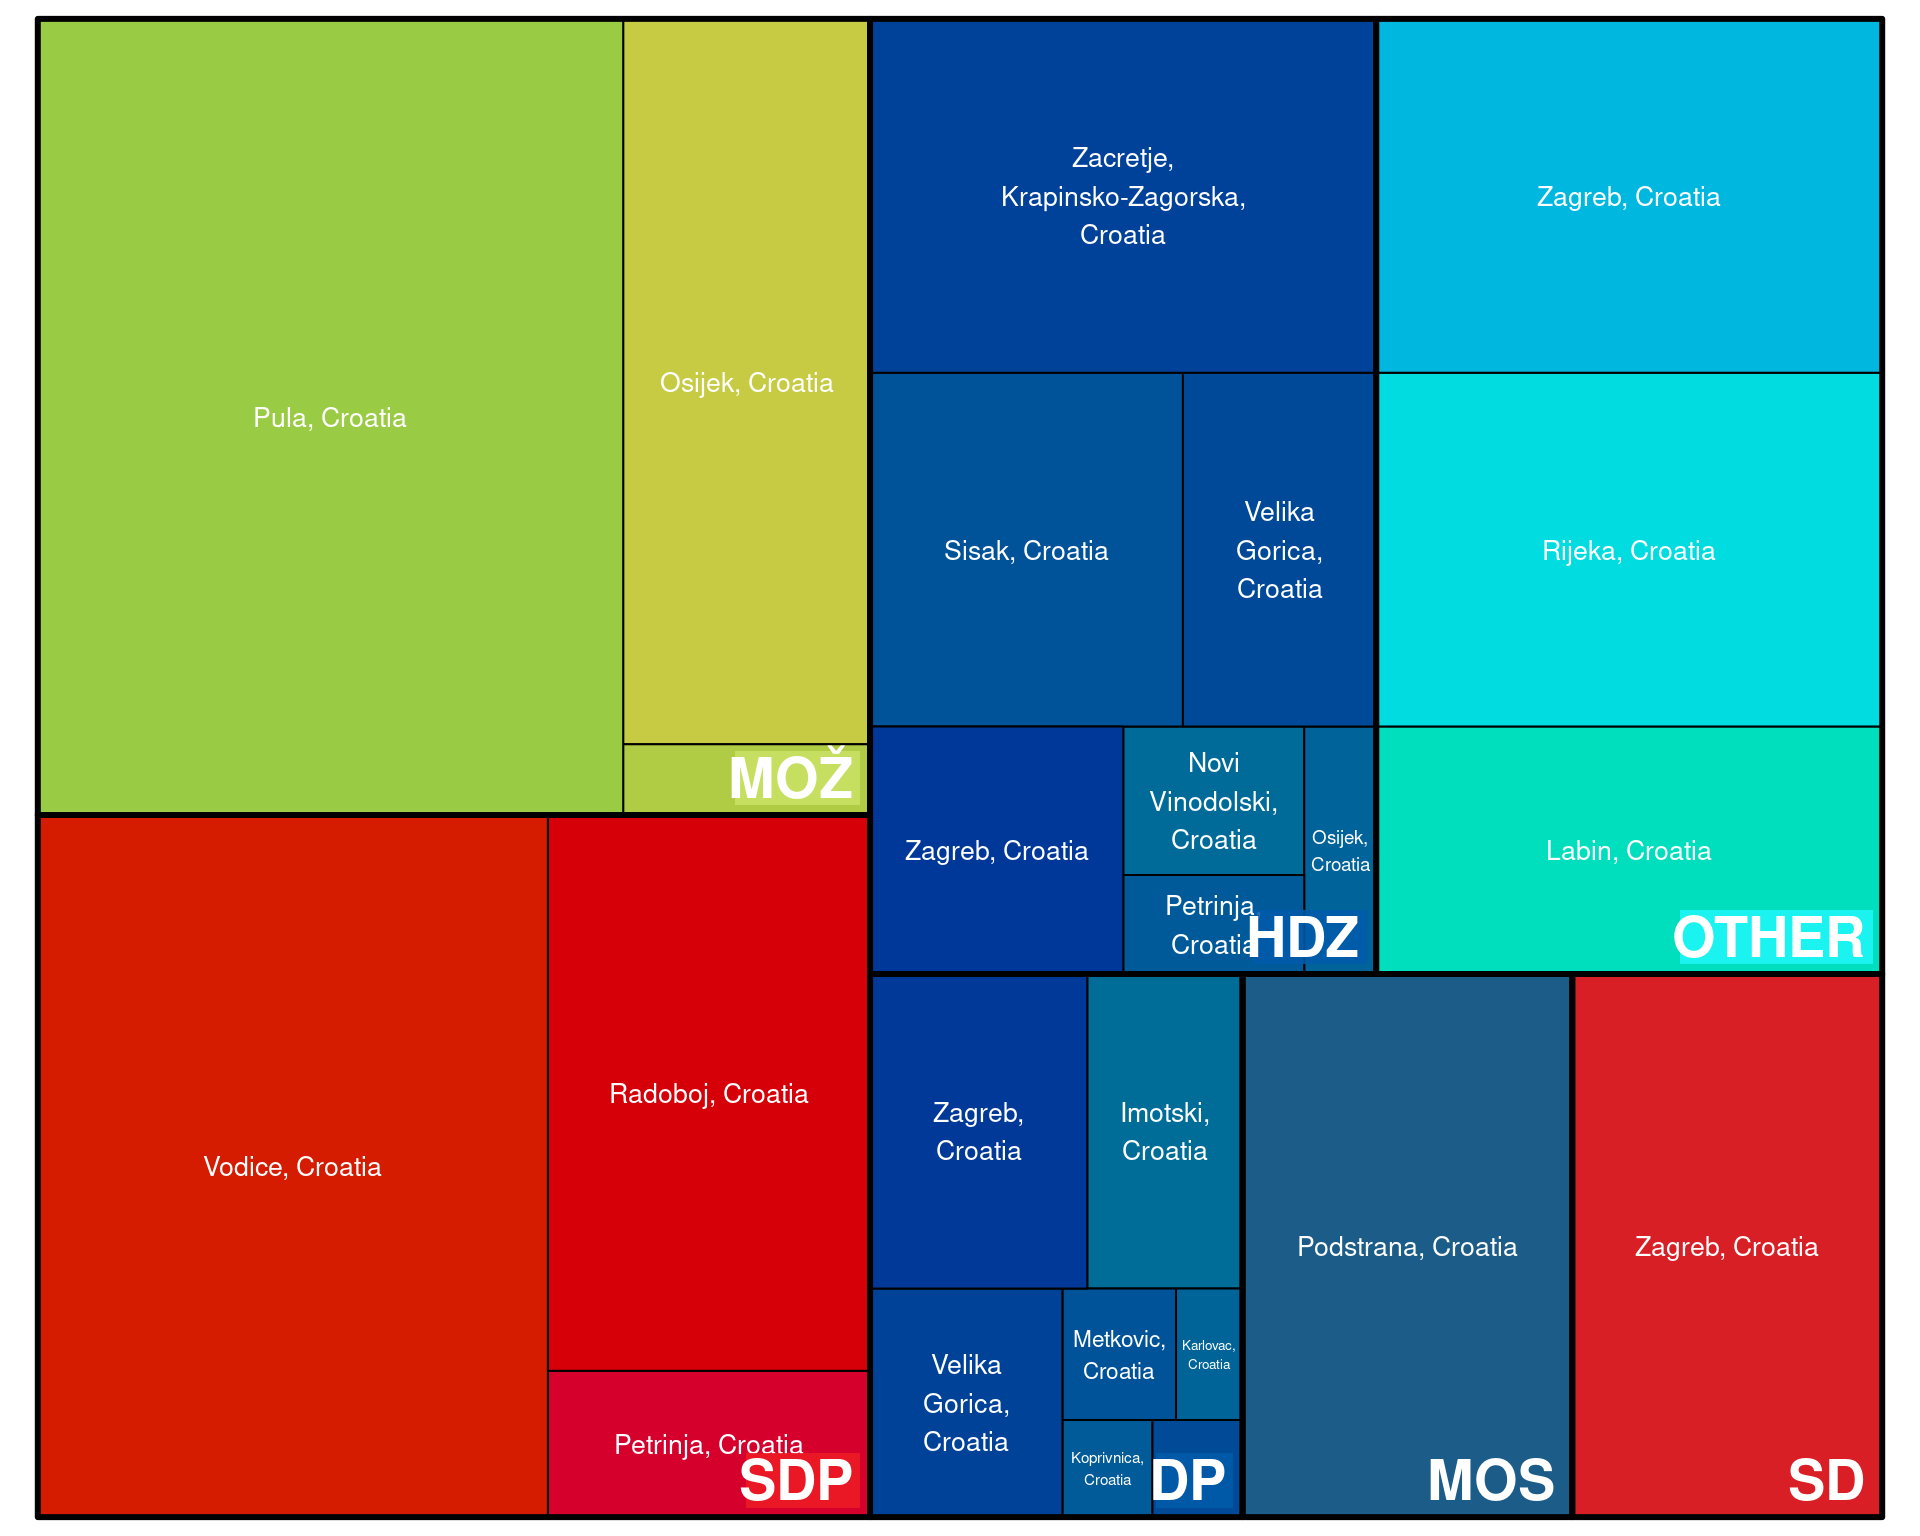 Pula, Croatia
Osijek, Croatia
MOŽ
Vodice, Croatia
Radoboj, Croatia
Petrinja, Croatia
SDP
Zacretje,
Krapinsko-Zagorska,
Croatia
Sisak, Croatia
Velika
Gorica,
Croatia
Zagreb, Croatia
Novi
Vinodolski,
Croatia
Osijek,
Croatia
Petrinja
Croatia
HDZ
Zagreb, Croatia
Rijeka, Croatia
Labin, Croatia
OTHER
Zagreb,
Croatia
Imotski,
Croatia
Velika
Gorica,
Croatia
Metkovic,
Croatia
Karlovac,
Croatia
Koprivnica,
Croatia
DP
Podstrana, Croatia
MOS
Zagreb, Croatia
SD